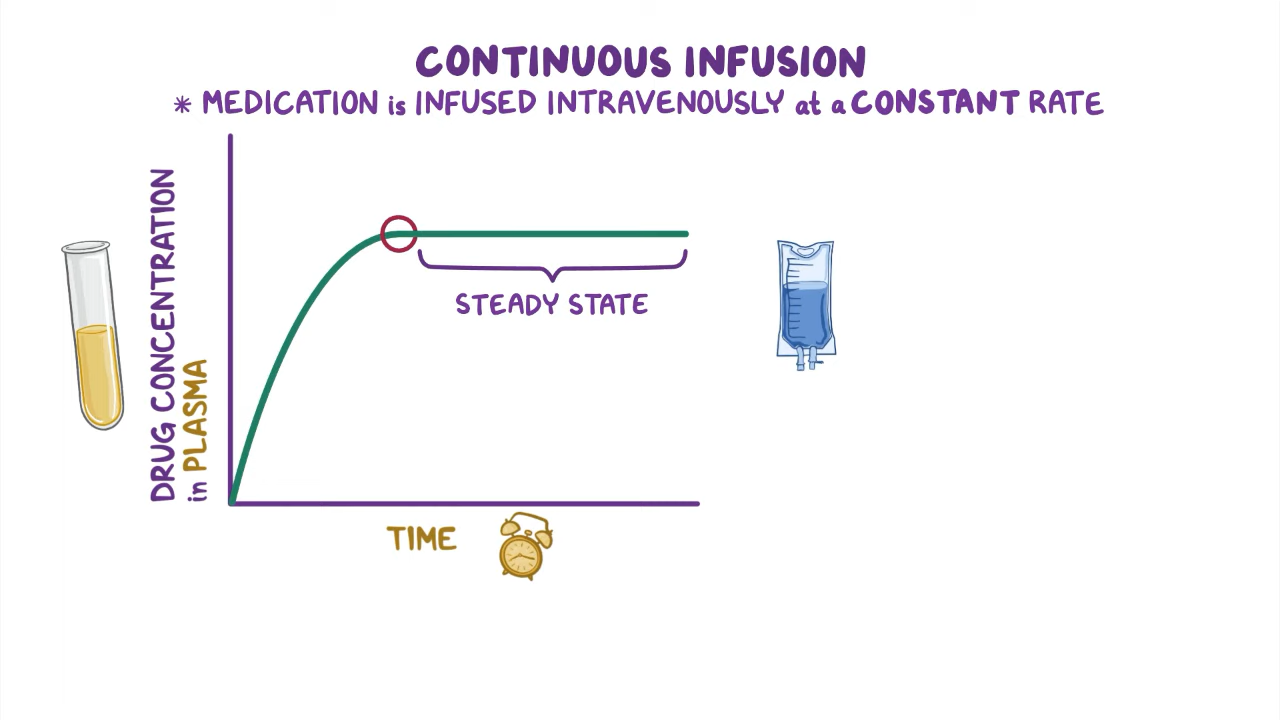 CONTINUOUS INFUSION
* MEDICATION is INFUSED INTRAVENOUSLY at a CONSTANT RATE
DRUG CONCENTRATION
in PLASMA
STEADY STATE
TIME